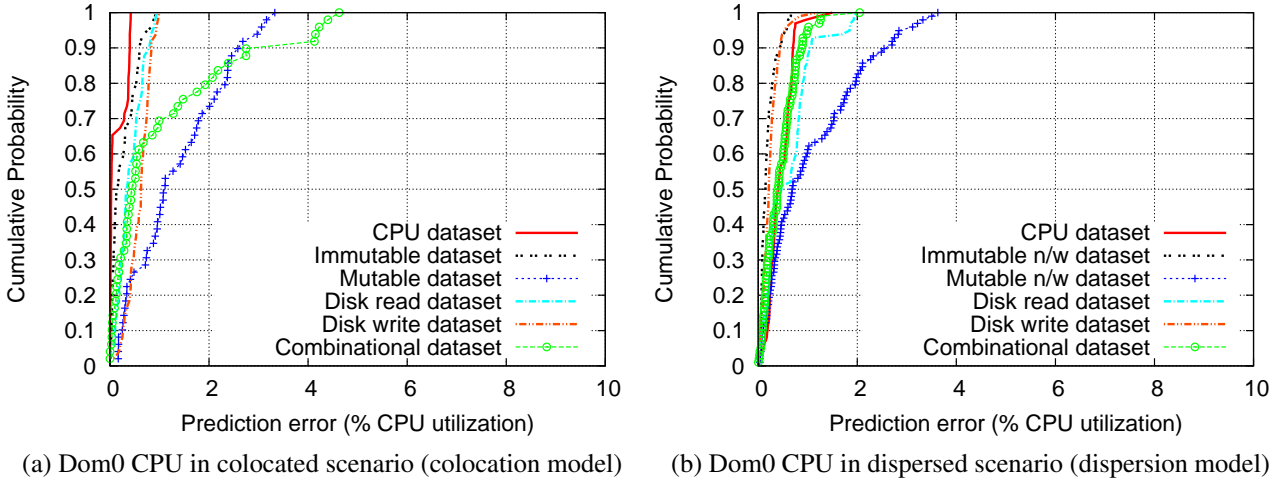 1
0.9
0.8
0.7
0.6
0.5
0.4
0.3
0.2
0.1
0
Cumulative Probability
CPU dataset
Immutable dataset
Mutable dataset
Disk read dataset
Disk write dataset
Combinational dataset
0 2 4 6 8 10
Prediction error (% CPU utilization)
(a) Dom0 CPU in colocated scenario (colocation model)
1
0.9
0.8
0.7
0.6
0.5
0.4
0.3
0.2
0.1
0
Cumulative Probability
CPU dataset
Immutable n/w dataset
Mutable n/w dataset
Disk read dataset
Disk write dataset
Combinational dataset
0 2 4 6 8 10
Prediction error (% CPU utilization)
(b) Dom0 CPU in dispersed scenario (dispersion model)